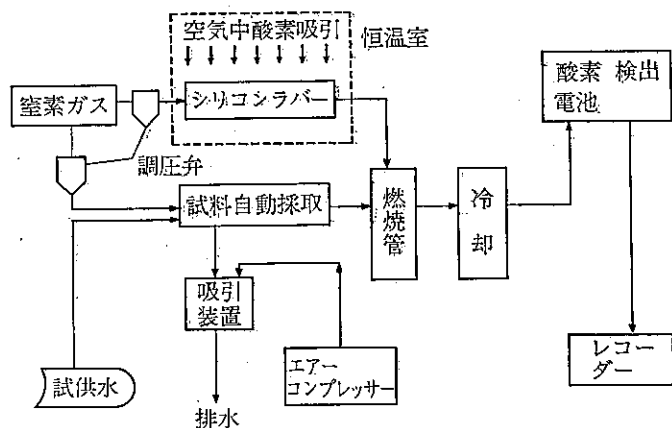 空気中酸素吸引
恒温室
窒素ガス
シリコンラバー
酸素 検出
電池
調圧弁
試料自動採取
燃焼管
冷却
吸引
装置
エアー
コンプレッサー
レコー
ダー
試供水
排水